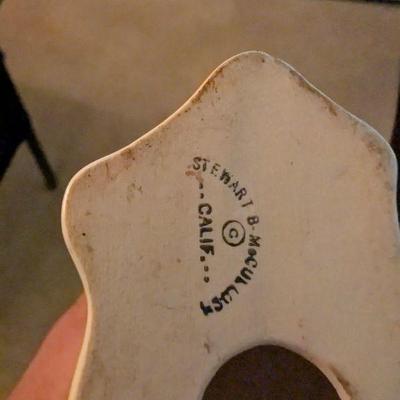 STEWART B. McCULLOCH
©
...CALIF....